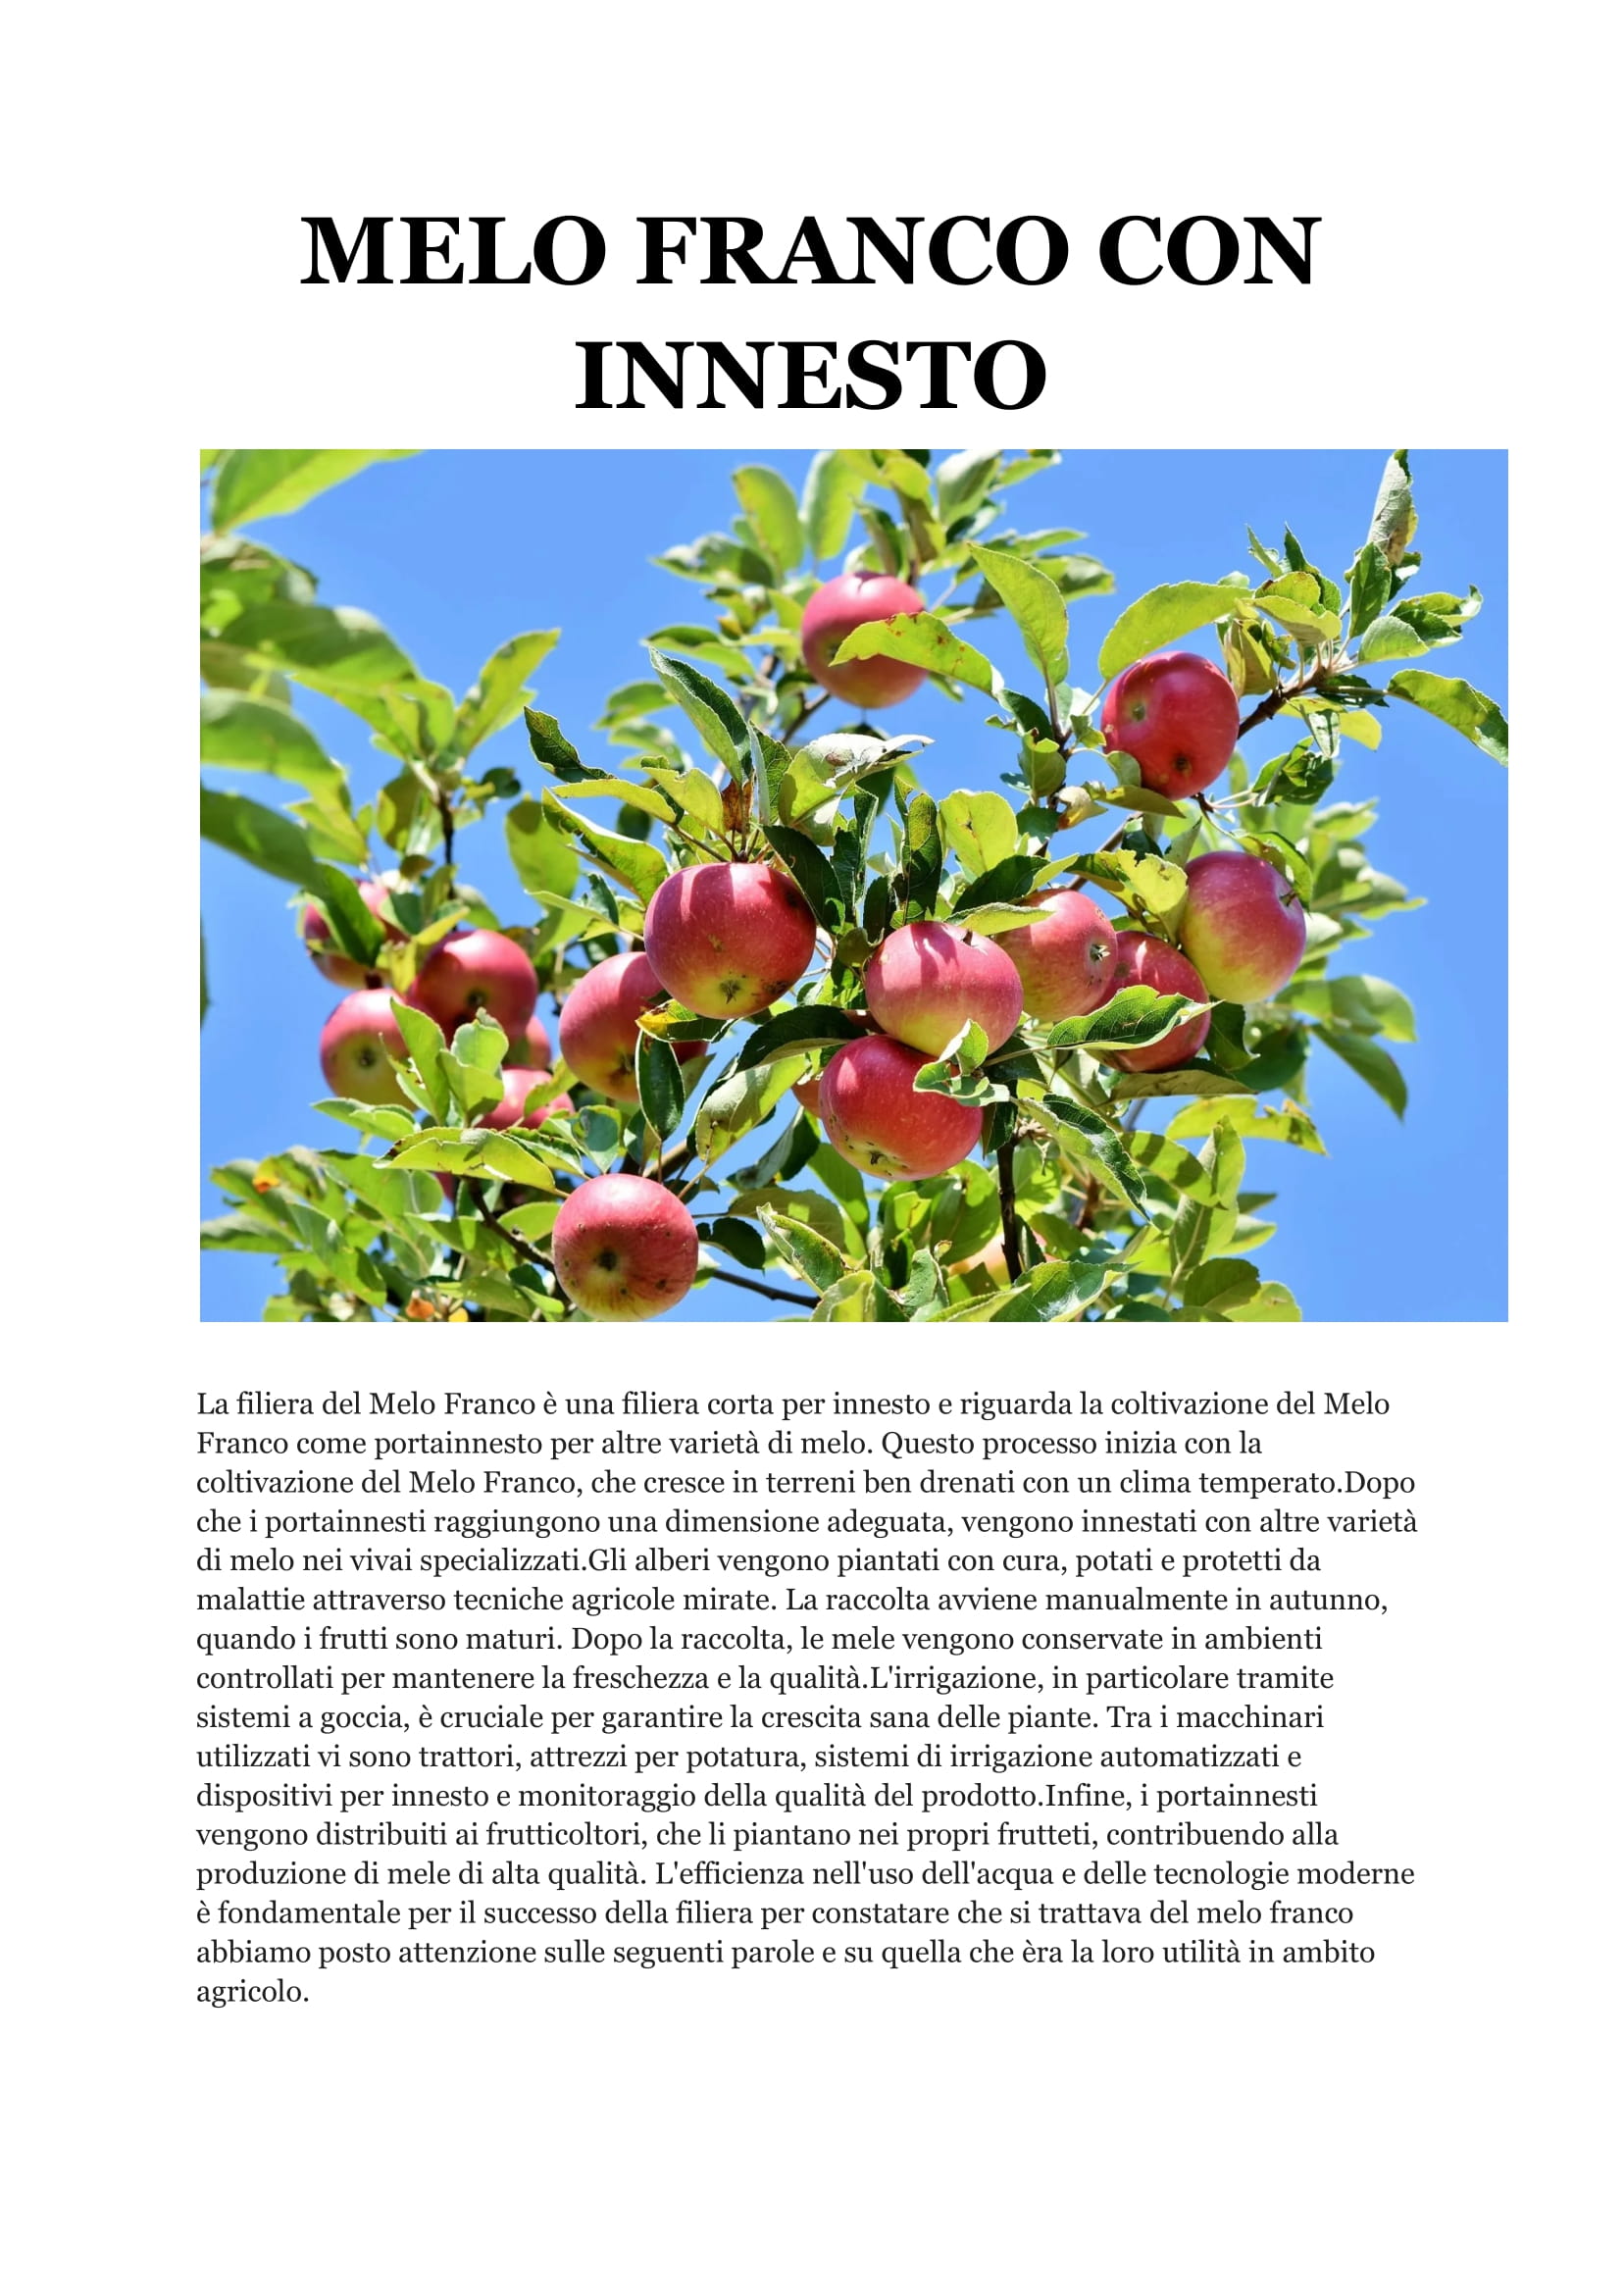 MELO FRANCO CON
INNESTO
La filiera del Melo Franco è una filiera corta per innesto e riguarda la coltivazione del Melo
Franco come portainnesto per altre varietà di melo. Questo processo inizia con la
coltivazione del Melo Franco, che cresce in terreni ben drenati con un clima temperato.Dopo
che i portainnesti raggiungono una dimensione adeguata, vengono innestati con altre varietà
di melo nei vivai specializzati.Gli alberi vengono piantati con cura, potati e protetti da
malattie attraverso tecniche agricole mirate. La raccolta avviene manualmente in autunno,
quando i frutti sono maturi. Dopo la raccolta, le mele vengono conservate in ambienti
controllati per mantenere la freschezza e la qualità.L'irrigazione, in particolare tramite
sistemi a goccia, è cruciale per garantire la crescita sana delle piante. Tra i macchinari
utilizzati vi sono trattori, attrezzi per potatura, sistemi di irrigazione automatizzati e
dispositivi per innesto e monitoraggio della qualità del prodotto.Infine, i portainnesti
vengono distribuiti ai frutticoltori, che li piantano nei propri frutteti, contribuendo alla
produzione di mele di alta qualità. L'efficienza nell'uso dell'acqua e delle tecnologie moderne
è fondamentale per il successo della filiera per constatare che si trattava del melo franco
abbiamo posto attenzione sulle seguenti parole e su quella che èra la loro utilità in ambito
agricolo.